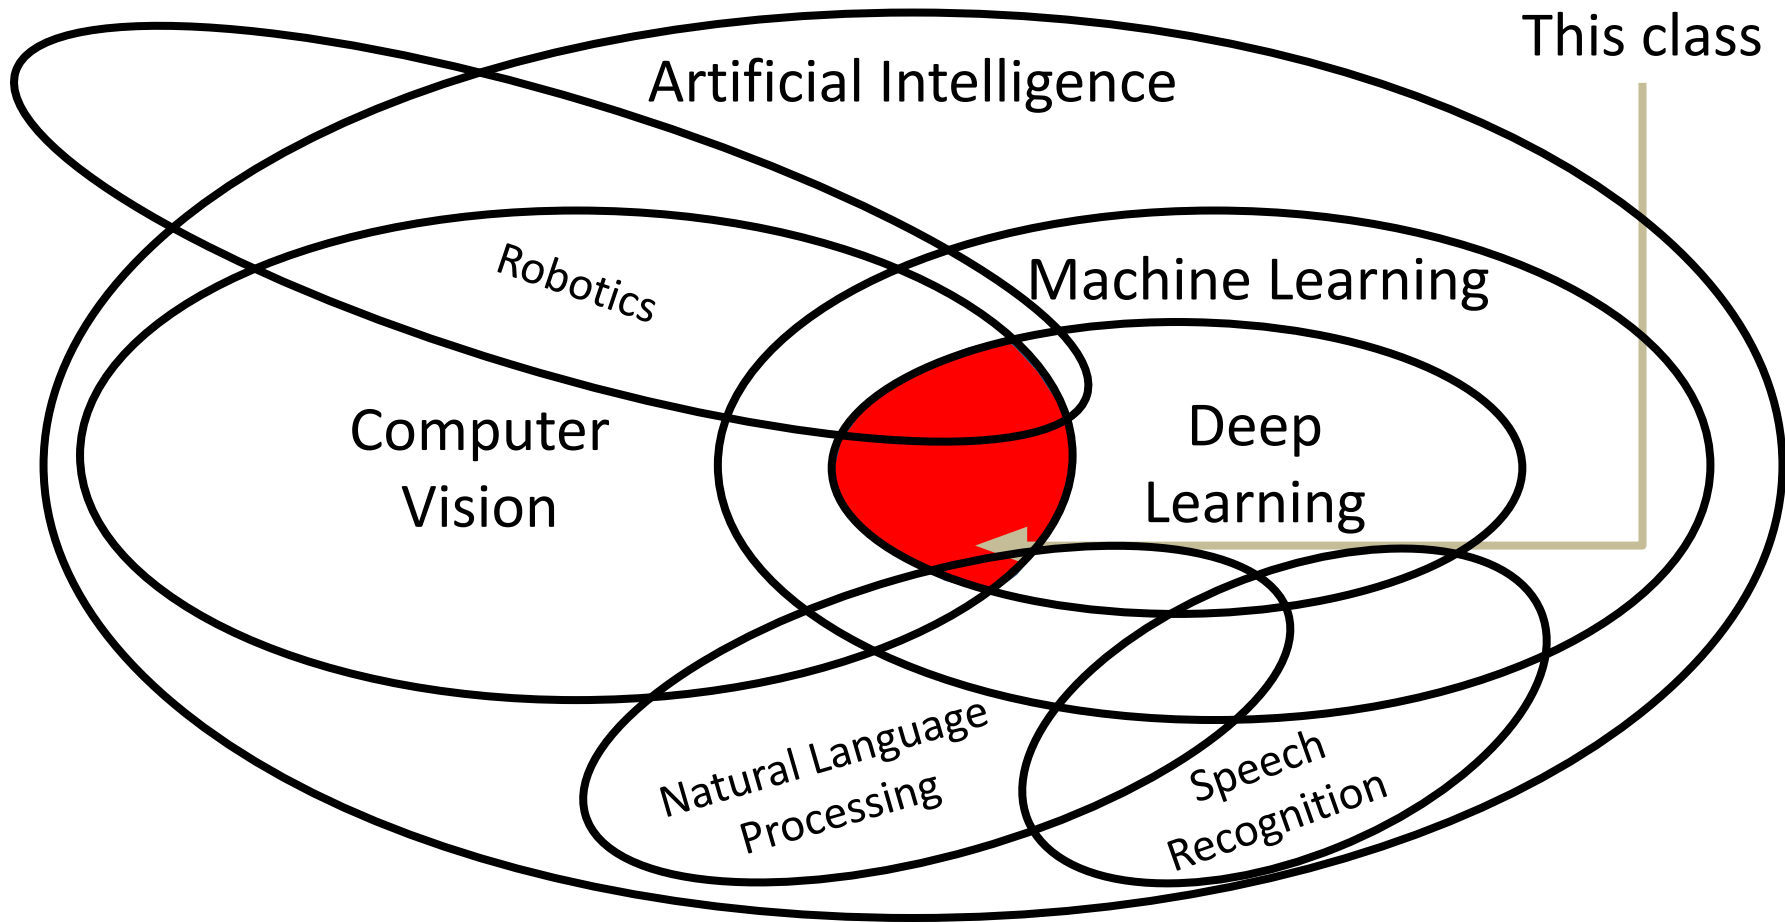 This class
Artificial Intelligence
Robotics
Machine Learning
Computer
Vision
Deep
Learning
Natural Language
Processing
Speech
Recognition